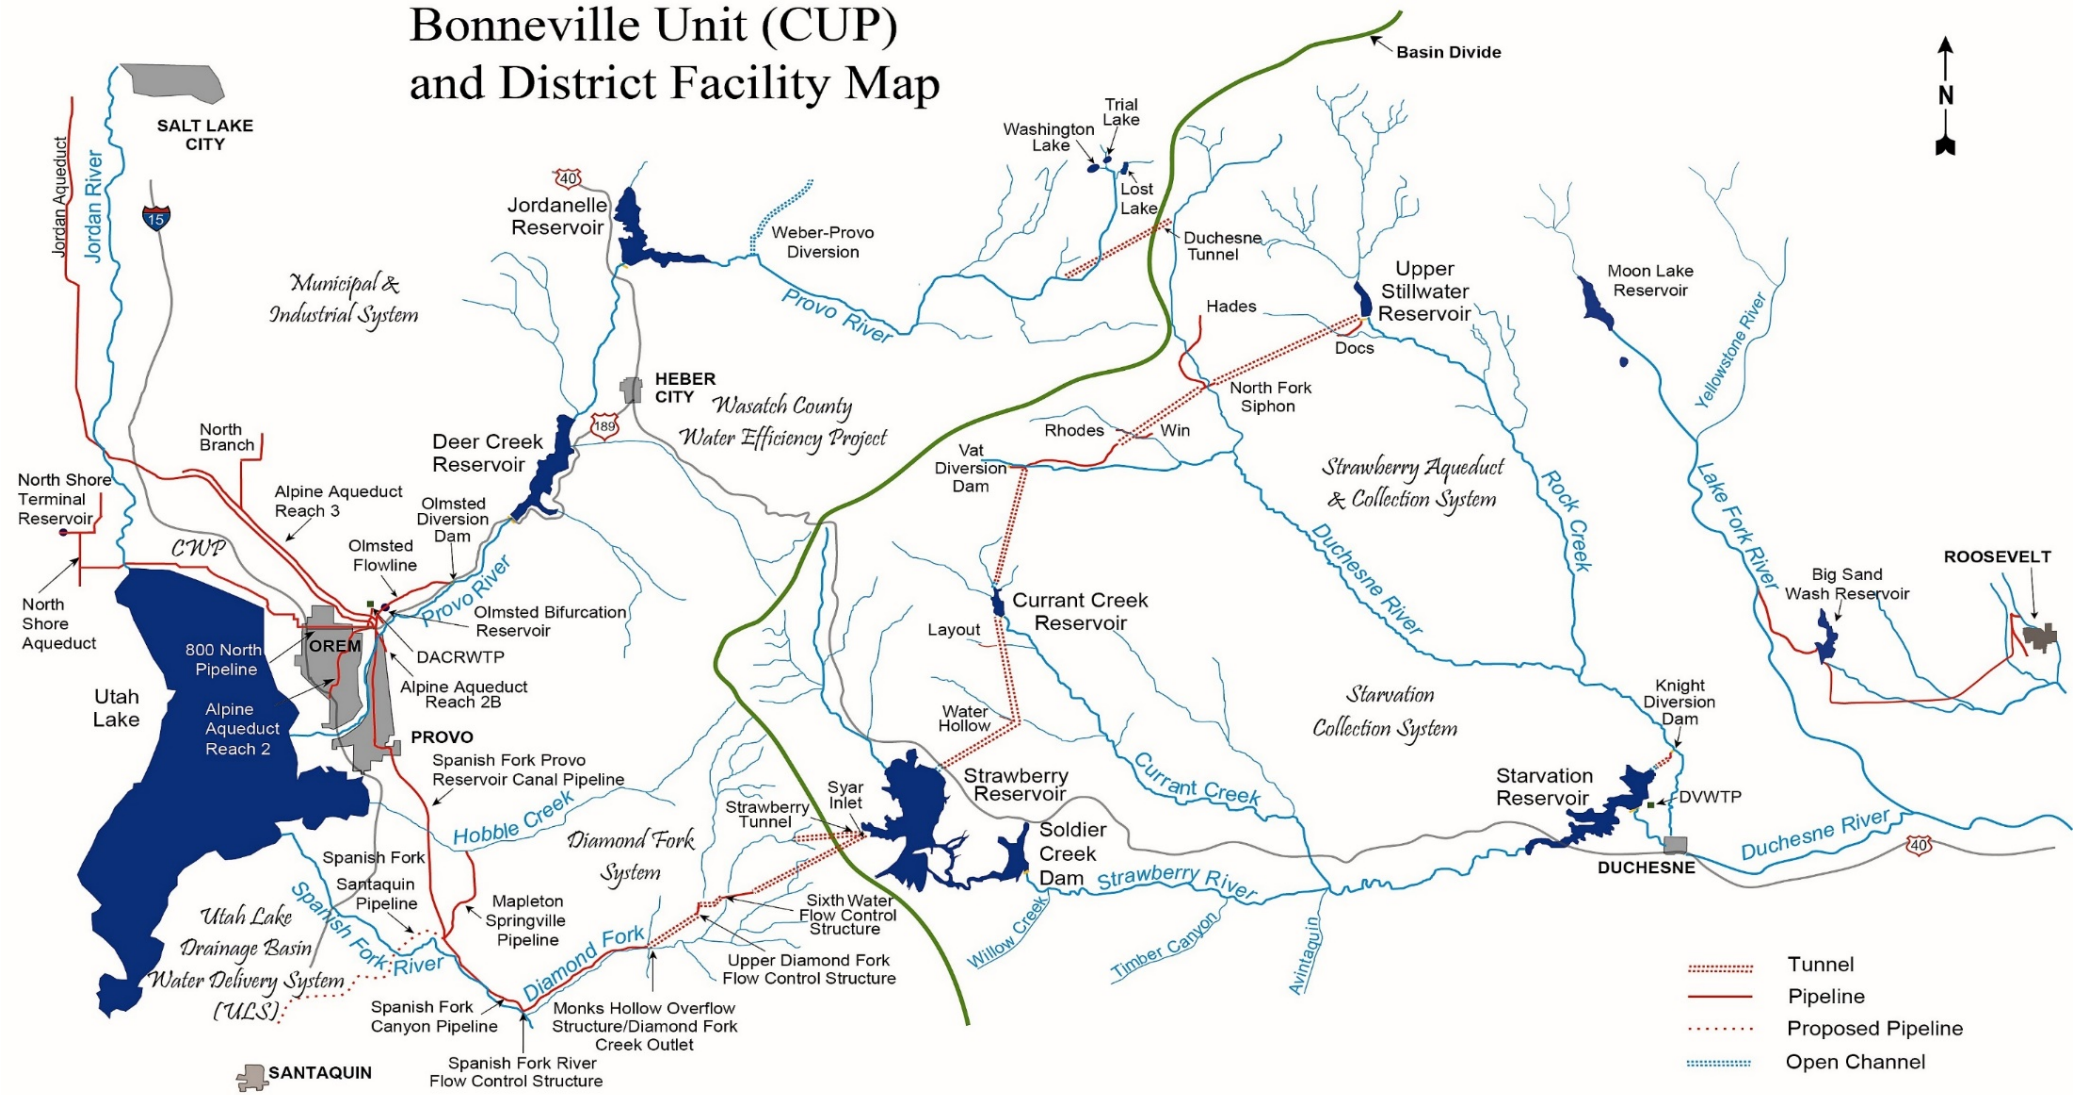 Bonneville Unit (CUP)
and District Facility Map
Basin Divide
N
SALT LAKE
CITY
Jordan Aqueduct
Jordan River
15
40
Jordanelle
Reservoir
Weber-Provo
Diversion
Provo River
Washington
Lake
Trial
Lake
Lost
Lake
Duchesne
Tunnel
Municipal &
Industrial System
Upper
Stillwater
Reservoir
Hades
Docs
Moon Lake
Reservoir
Yellowstone River
North Fork
Siphon
HEBER
CITY
189
Wasatch County
Water Efficiency Project
Rhodes
Win
Vat
Diversion
Dam
Strawberry Aqueduct
& Collection System
Rock Creek
Lake Fork River
Deer Creek
Reservoir
North
Branch
North Shore
Terminal
Reservoir
Alpine Aqueduct
Reach 3
Olmsted
Diversion
Dam
CWP
Olmsted
Flowline
Provo River
Duchesne River
ROOSEVELT
Big Sand
Wash Reservoir
North
Shore
Aqueduct
Olmsted Bifurcation
Reservoir
800 North
Pipeline
OREM
DACRWTP
Alpine Aqueduct
Reach 2B
Currant Creek
Reservoir
Layout
Utah
Lake
Alpine
Aqueduct
Reach 2
PROVO
Water
Hollow
Starvation
Collection System
Knight
Diversion
Dam
Spanish Fork Provo
Reservoir Canal Pipeline
Hobble Creek
Strawberry
Tunnel
Syar
Inlet
Strawberry
Reservoir
Currant Creek
Starvation
Reservoir
DVWTP
Diamond Fork
System
Soldier
Creek
Dam
Strawberry River
Duchesne River
40
DUCHESNE
Spanish Fork
Santaquin
Pipeline
Spanish Fork River
Mapleton
Springville
Pipeline
Sixth Water
Flow Control
Structure
Willow Creek
Timber Canyon
Avintaquin
Utah Lake
Drainage Basin
Water Delivery System
(ULS)
Diamond Fork
Upper Diamond Fork
Flow Control Structure
Spanish Fork
Canyon Pipeline
Monks Hollow Overflow
Structure/Diamond Fork
Creek Outlet
Spanish Fork River
Flow Control Structure
SANTAQUIN
Tunnel
Pipeline
Proposed Pipeline
Open Channel